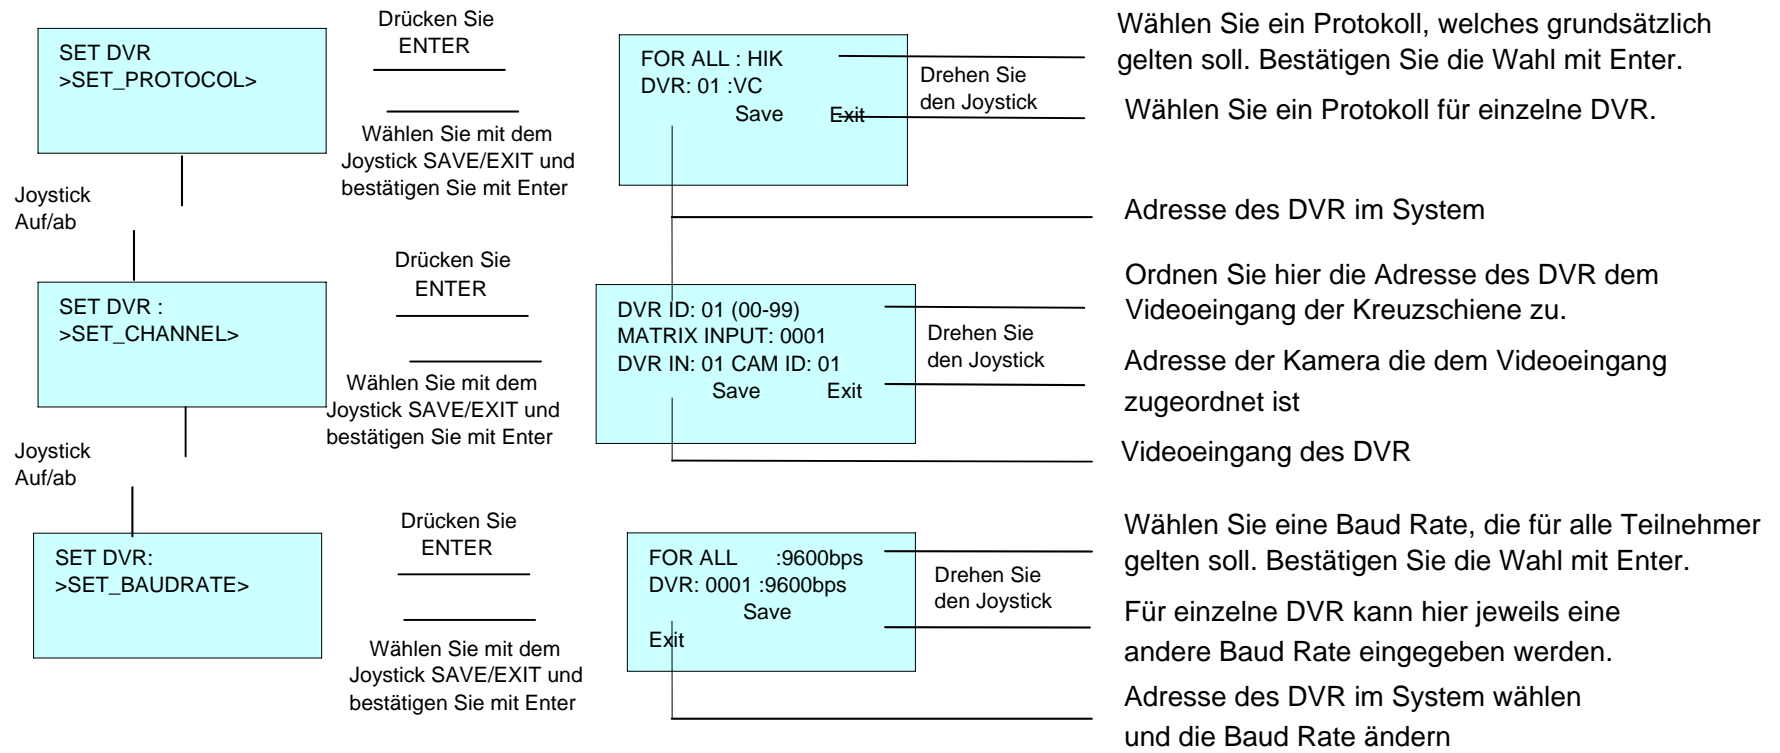 Drücken Sie
ENTER
SET DVR
>SET_PROTOCOL>
Wählen Sie mit dem
Joystick SAVE/EXIT und
bestätigen Sie mit Enter
FOR ALL : HIK
DVR: 01 :VC
Save Exit
Drehen Sie
den Joystick
Wählen Sie ein Protokoll, welches grundsätzlich
gelten soll. Bestätigen Sie die Wahl mit Enter.
Wählen Sie ein Protokoll für einzelne DVR.
Adresse des DVR im System
Joystick
Auf/ab
Drücken Sie
ENTER
SET DVR :
>SET_CHANNEL>
Wählen Sie mit dem
Joystick SAVE/EXIT und
bestätigen Sie mit Enter
DVR ID: 01 (00-99)
MATRIX INPUT: 0001
DVR IN: 01 CAM ID: 01
Save Exit
Drehen Sie
den Joystick
Ordnen Sie hier die Adresse des DVR dem
Videoeingang der Kreuzschiene zu.
Adresse der Kamera die dem Videoeingang
zugeordnet ist
Videoeingang des DVR
Joystick
Auf/ab
Drücken Sie
ENTER
SET DVR:
>SET_BAUDRATE>
Wählen Sie mit dem
Joystick SAVE/EXIT und
bestätigen Sie mit Enter
FOR ALL :9600bps
DVR: 0001 :9600bps
Save
Exit
Drehen Sie
den Joystick
Wählen Sie eine Baud Rate, die für alle Teilnehmer
gelten soll. Bestätigen Sie die Wahl mit Enter.
Für einzelne DVR kann hier jeweils eine
andere Baud Rate eingegeben werden.
Adresse des DVR im System wählen
und die Baud Rate ändern